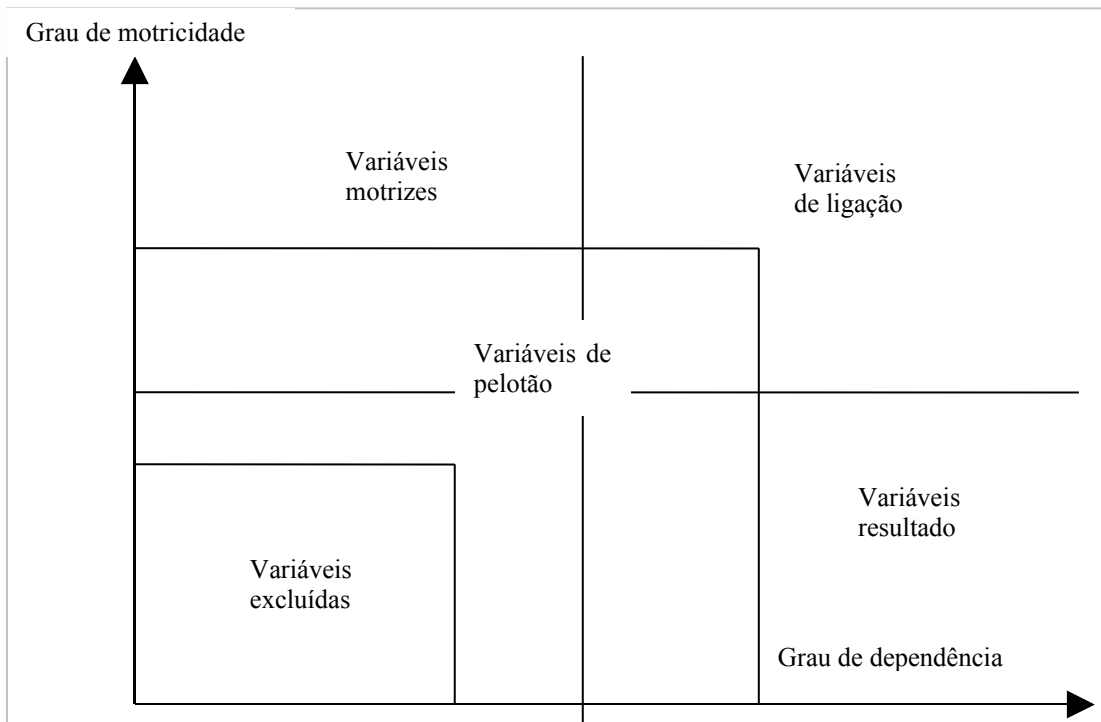 Grau de motricidade
Variáveis
motrizes
Variáveis
de ligação
Variáveis de
pelotão
Variáveis
resultado
Variáveis
excluídas
Grau de dependência